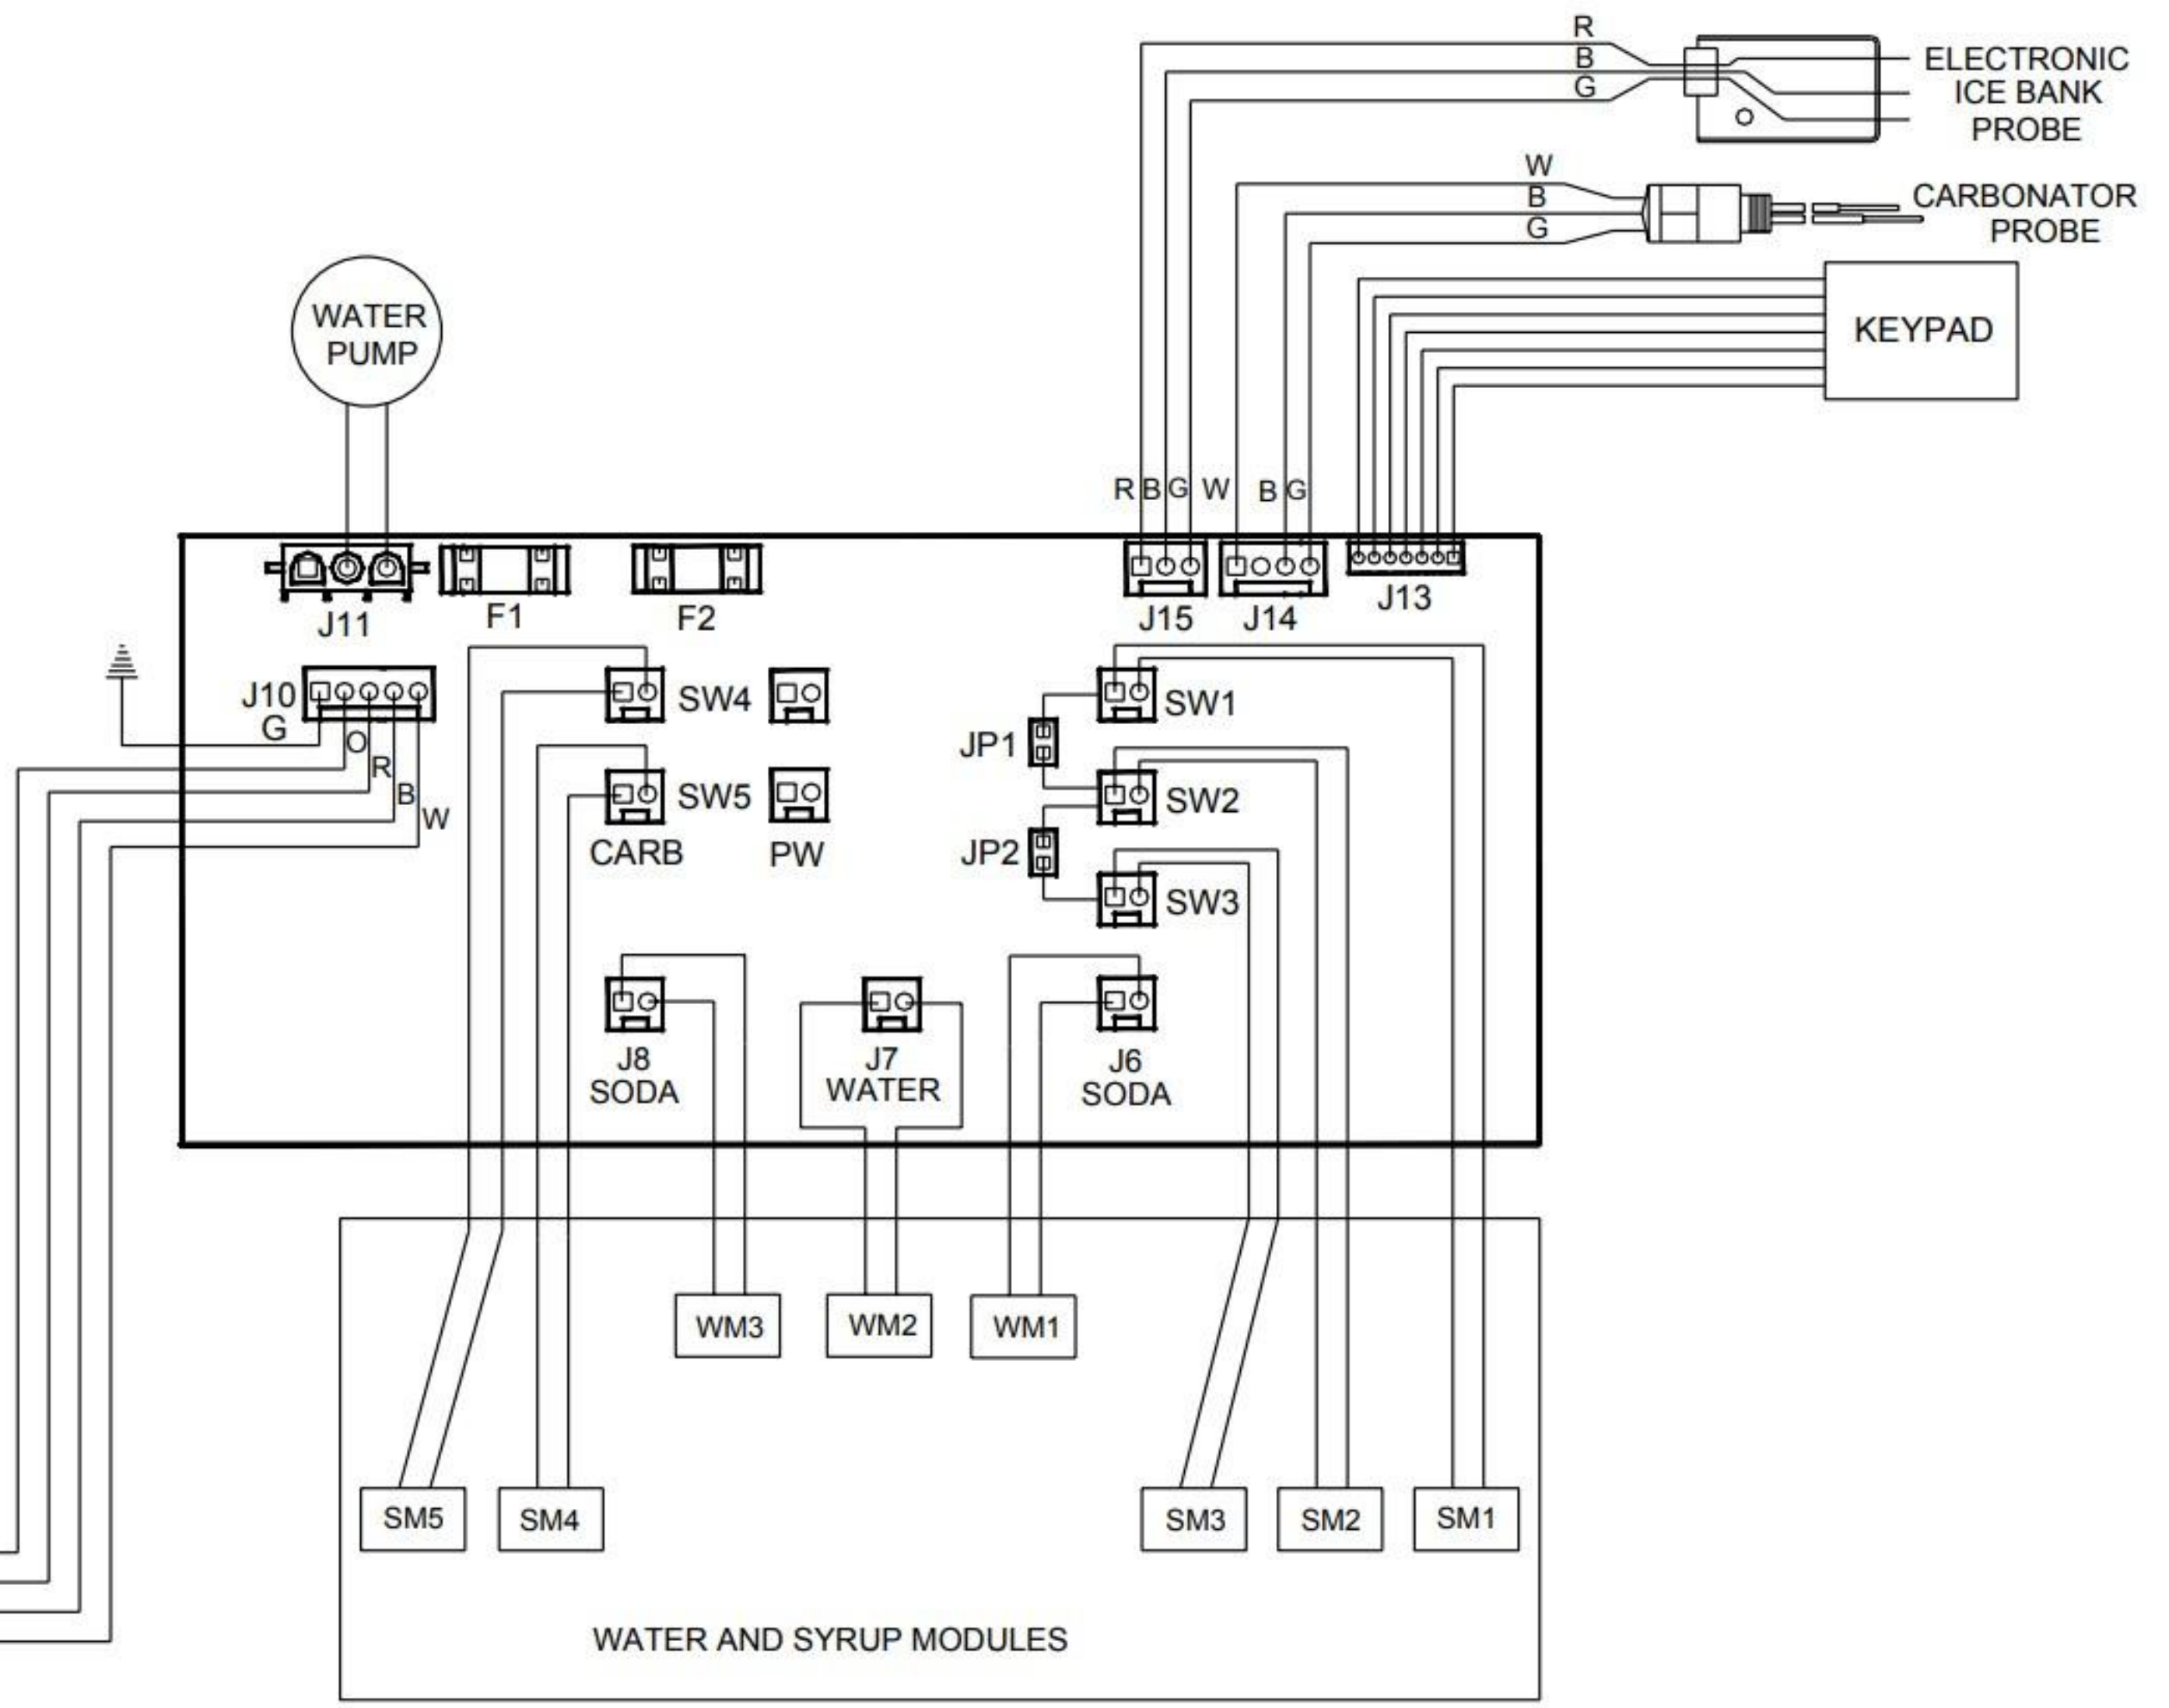 R
B
G
ELECTRONIC
ICE BANK
PROBE
W
B
G
CARBONATOR
PROBE
WATER
PUMP
KEYPAD
R B G W B G
J11
F1
F2
J15
J14
J13
J10
G
O
R
B
W
SW4
SW1
JP1
SW5
SW2
CARB
PW
JP2
SW3
J8
SODA
J7
WATER
J6
SODA
WM3
WM2
WM1
SM5
SM4
SM3
SM2
SM1
WATER AND SYRUP MODULES